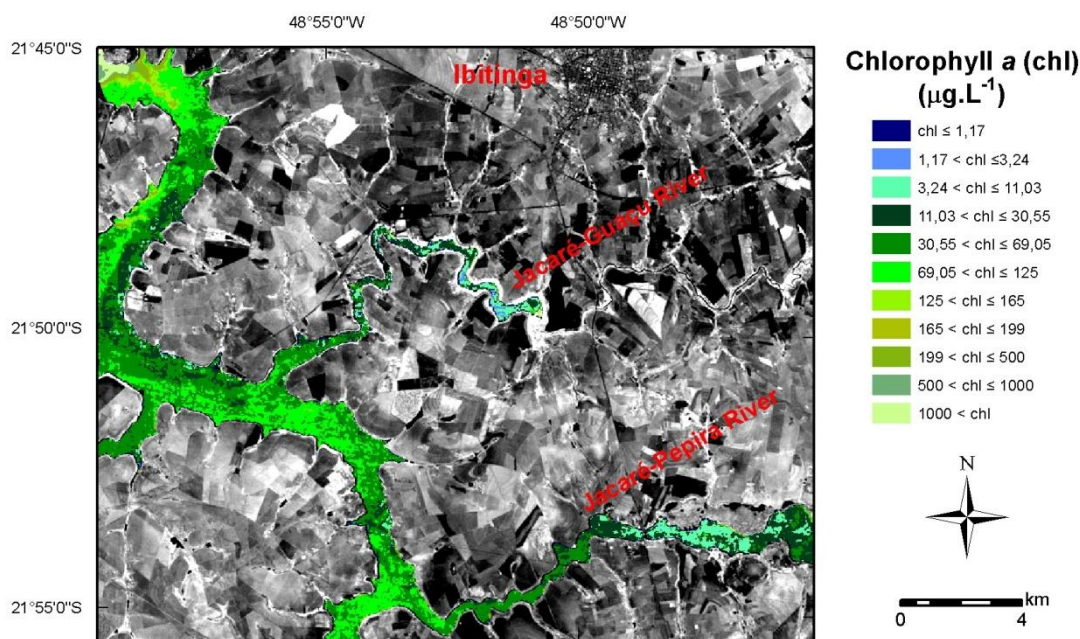 48°55'0"W
48°50'0"W
21°45'0"S
21°50'0"S
21°55'0"S
Ibitinga
Jacaré-Guaçu River
Jacaré-Pepira River
Chlorophyll a (chl)
(µg.L-1)
chl ≤ 1,17
1,17 < chl ≤3,24
3,24 < chl ≤ 11,03
11,03 < chl ≤ 30,55
30,55 < chl ≤ 69,05
69,05 < chl ≤ 125
125 < chl ≤ 165
165 < chl ≤ 199
199 < chl ≤ 500
500 < chl ≤ 1000
1000 < chl
N
km
0 4